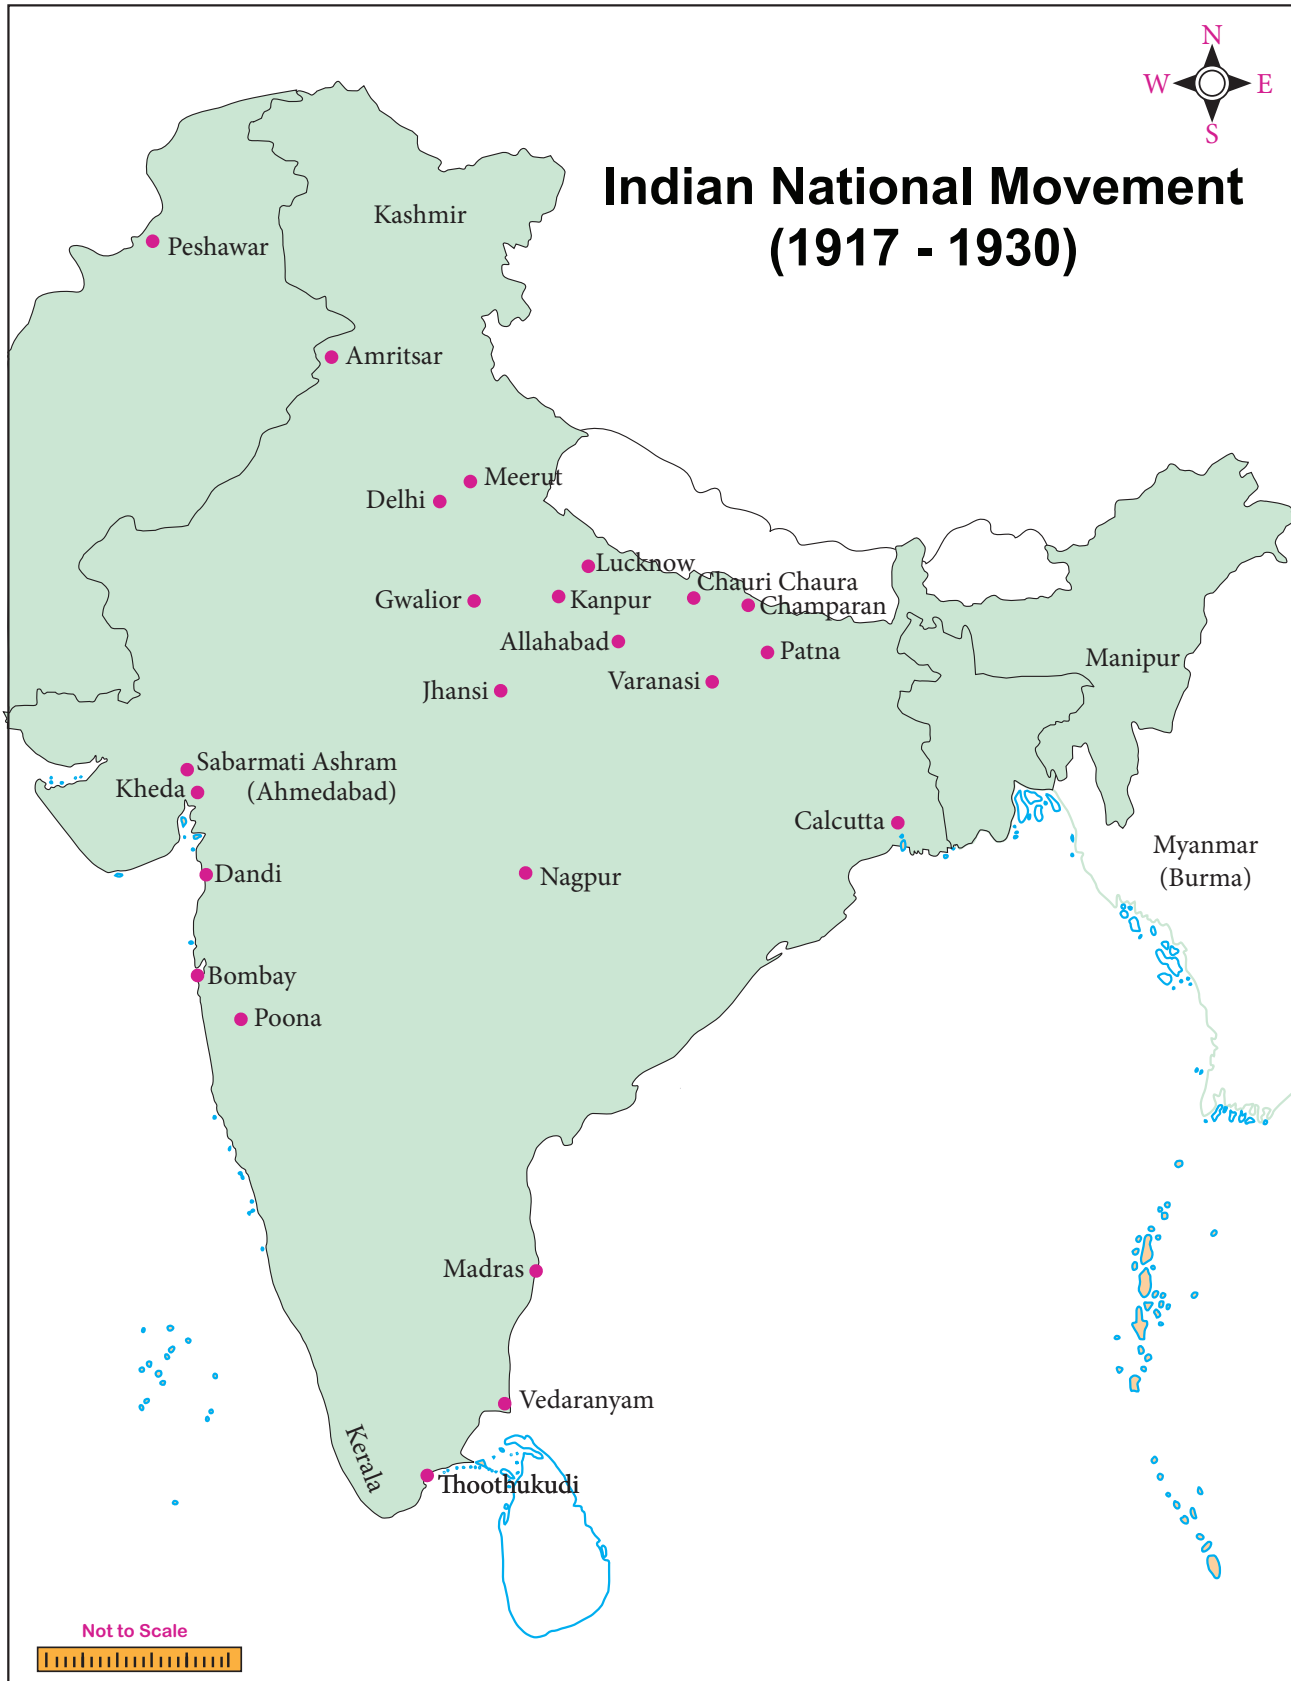 N
W E
S
Indian National Movement
(1917 - 1930)
Kashmir
Peshawar
Amritsar
Meerut
Delhi
Lucknow
Chauri Chaura
Gwalior
Kanpur
Champaran
Allahabad
Patna
Manipur
Varanasi
Jhansi
Sabarmati Ashram
Kheda (Ahmedabad)
Calcutta
Myanmar
(Burma)
Dandi
Nagpur
Bombay
Poona
Madras
Vedaranyam
Kerala
Thoothukudi
Not to Scale